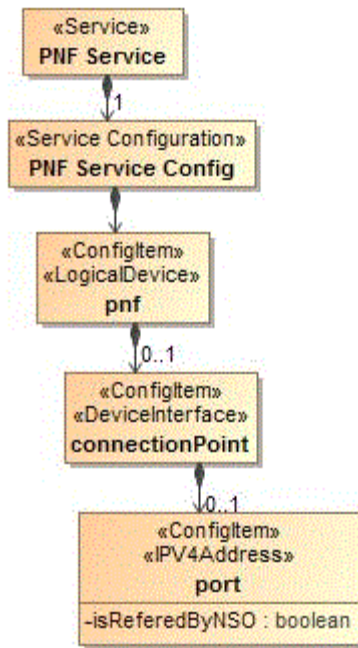 «Service»
PNF Service
1
«Service Configuration»
PNF Service Config
«ConfigItem»
«LogicalDevice»
pnf
0..1
«ConfigItem»
«DeviceInterface»
connectionPoint
0..1
«ConfigItem»
«IPV4Address»
port
-isReferedByNSO : boolean